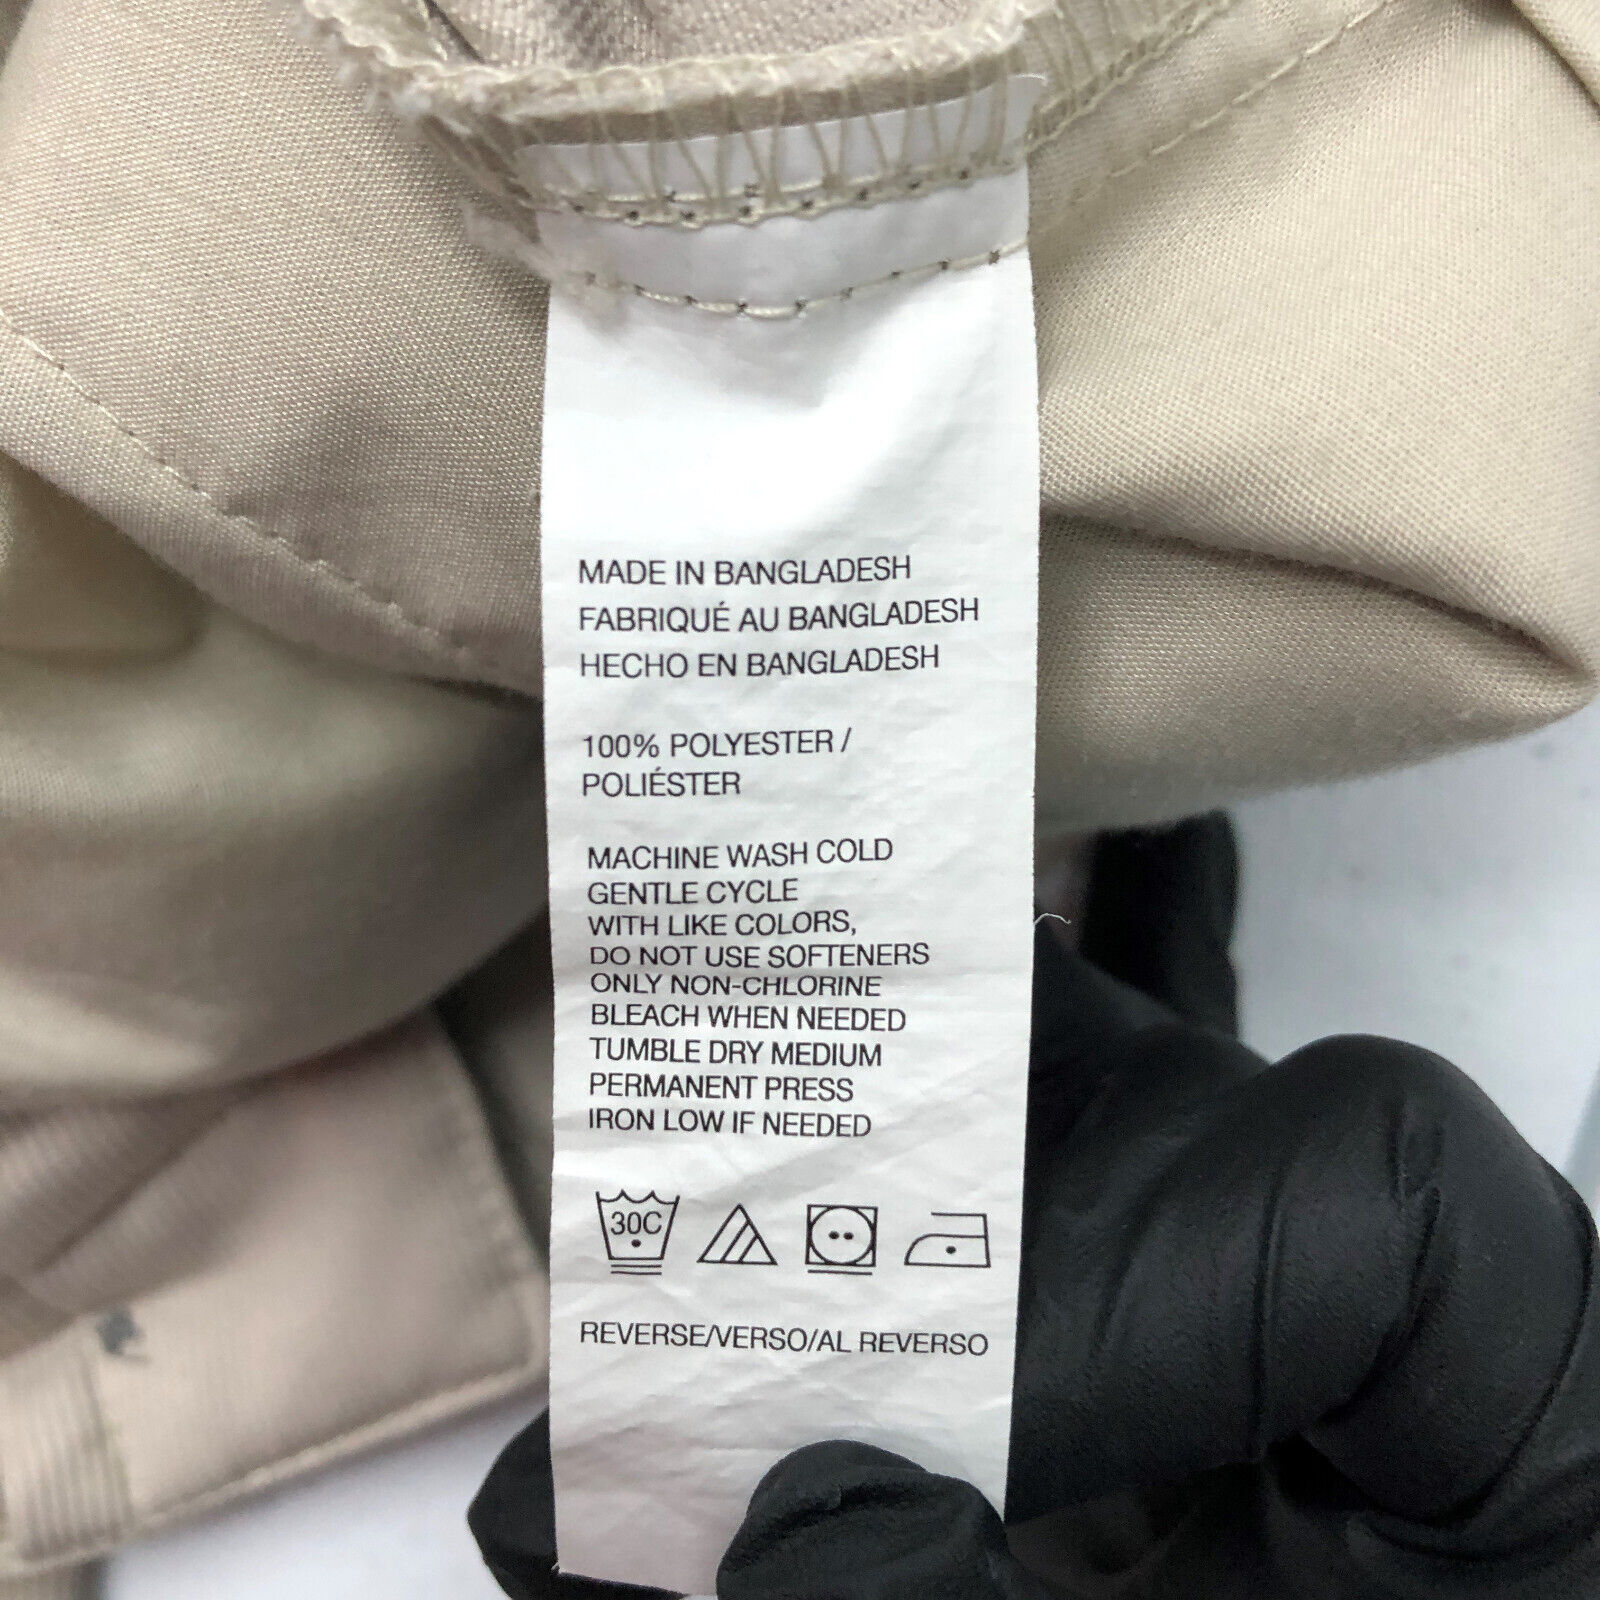 MADE IN BANGLADESH
FABRIQUÉ AU BANGLADESH
HECHO EN BANGLADESH
100% POLYESTER /
POLIÉSTER
MACHINE WASH COLD
GENTLE CYCLE
WITH LIKE COLORS,
DO NOT USE SOFTENERS
ONLY NON-CHLORINE
BLEACH WHEN NEEDED
TUMBLE DRY MEDIUM
PERMANENT PRESS
IRON LOW IF NEEDED
30C
REVERSE/VERSO/AL REVERSO